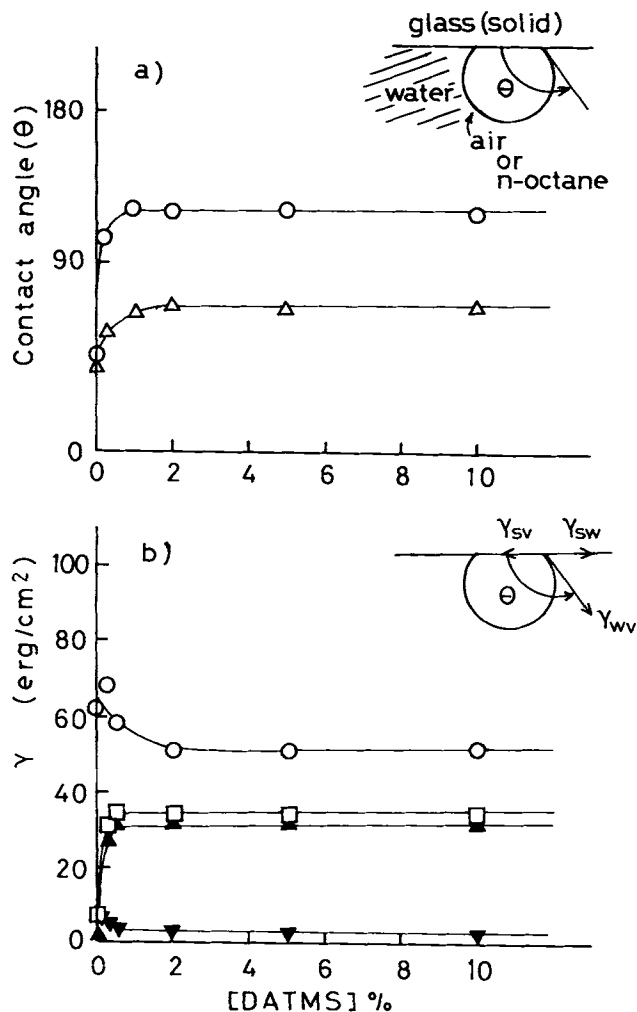 glass (solid)
a)
180
water
θ
air
or
n-octane
Contact angle (θ)
90
0
0 2 4 6 8 10
b)
γsv γsw
θ
γwv
100
80
60
40
20
0
γ (erg/cm²)
0 2 4 6 8 10
[DATMS] %